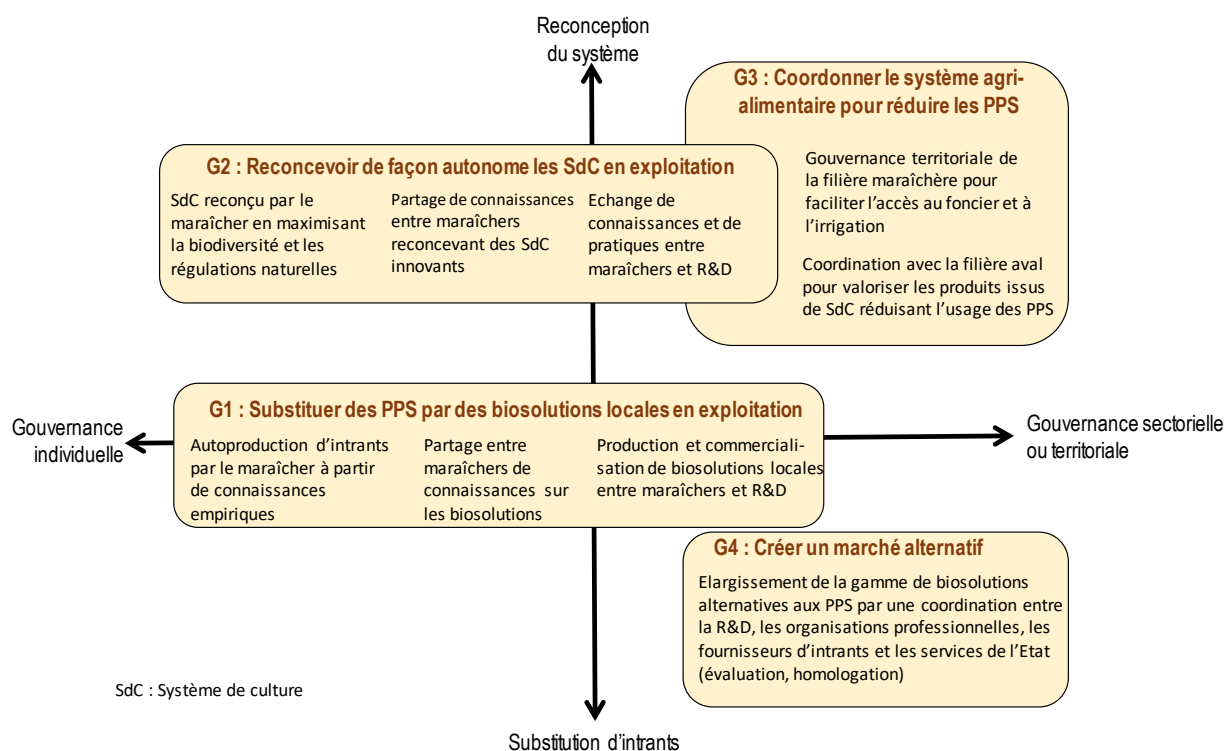 Reconception
du système
G3 : Coordonner le système agri-
alimentaire pour réduire les PPS
Gouvernance territoriale de
la filière maraîchère pour
faciliter l’accès au foncier et à
l’irrigation
Coordination avec la filière aval
pour valoriser les produits issus
de SdC réduisant l’usage des PPS
G2 : Reconcevoir de façon autonome les SdC en exploitation
SdC reconçu par le
maraîcher en maximisant
la biodiversité et les
régulations naturelles
Partage de connaissances
entre maraîchers
reconcevant des SdC
innovants
Echange de
connaissances et de
pratiques entre
maraîchers et R&D
Gouvernance
individuelle
G1 : Substituer des PPS par des biosolutions locales en exploitation
Autoproduction d’intrants
par le maraîcher à partir
de connaissances
empiriques
Partage entre
maraîchers de
connaissances sur
les biosolutions
Production et commerciali-
sation de biosolutions locales
entre maraîchers et R&D
Gouvernance sectorielle
ou territoriale
G4 : Créer un marché alternatif
Elargissement de la gamme de biosolutions
alternatives aux PPS par une coordination entre
la R&D, les organisations professionnelles, les
fournisseurs d’intrants et les services de l’Etat
(évaluation, homologation)
SdC : Système de culture
Substitution d’intrants